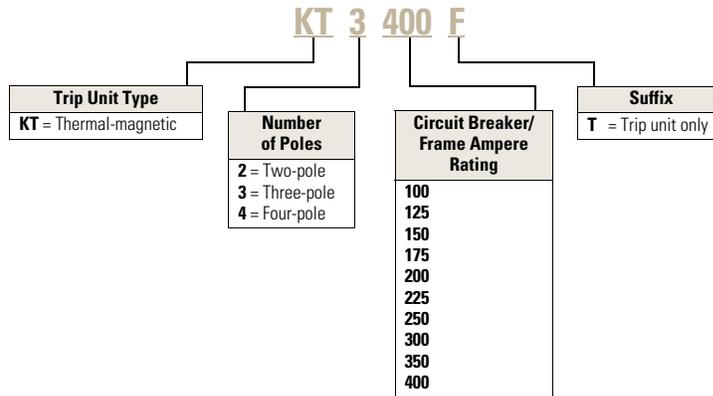 KT 3 400 F
Trip Unit Type
KT = Thermal-magnetic
Number
of Poles
2 = Two-pole
3 = Three-pole
4 = Four-pole
Circuit Breaker/
Frame Ampere
Rating
100
125
150
175
200
225
250
300
350
400
Suffix
T = Trip unit only